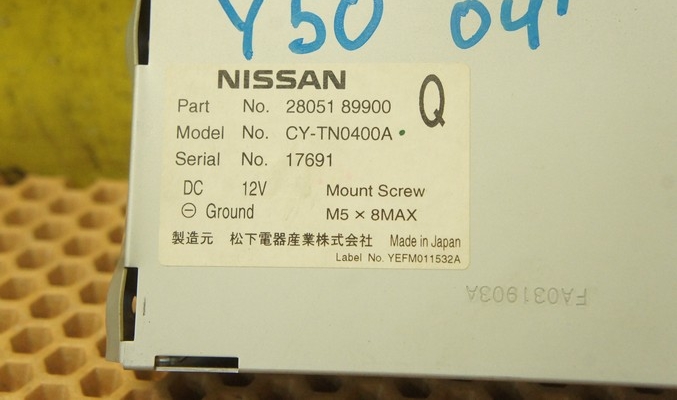 Y50 04'
NISSAN
Q
Part No. 28051 89900
Model No. CY-TN0400A
Serial No. 17691
DC 12V Mount Screw
⊖ Ground M5 × 8MAX
製造元 松下電器産業株式会社 Made in Japan
Label No. YEFM011532A
FA031903A